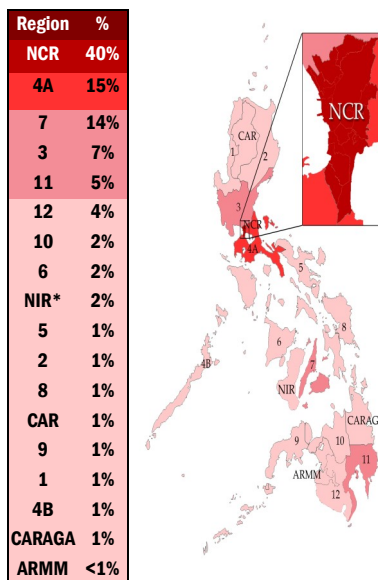 Region %
NCR 40%
4A 15%
7 14%
3 7%
11 5%
12 4%
10 2%
6 2%
NIR* 2%
5 1%
2 1%
8 1%
CAR 1%
9 1%
1 1%
4B 1%
CARAGA 1%
ARMM <1%
NCR
CAR
1
2
3
NCR
4A
5
6
8
7
4B
NIR
CARAG
9
10
11
ARMM
12